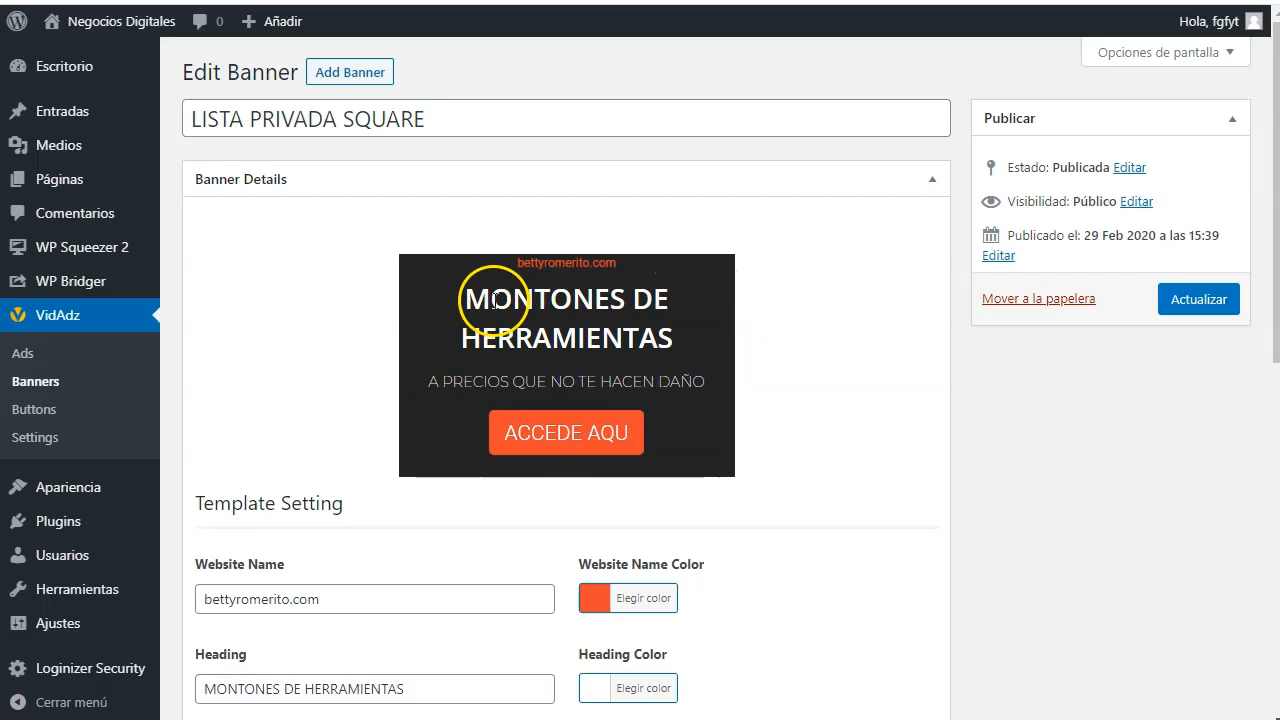 Negocios Digitales
0
Añadir
Hola, fgfyt
Opciones de pantalla
Escritorio
Entradas
Medios
Páginas
Comentarios
WP Squeezer 2
WP Bridger
VidAdz
Ads
Banners
Buttons
Settings
Apariencia
Plugins
Usuarios
Herramientas
Ajustes
Loginizer Security
Cerrar menú
Edit Banner
Add Banner
LISTA PRIVADA SQUARE
Banner Details
bettyromerito.com
MONTONES DE
HERRAMIENTAS
A PRECIOS QUE NO TE HACEN DAÑO
ACCEDE AQU
Template Setting
Website Name
Website Name Color
bettyromerito.com
Elegir color
Heading
Heading Color
MONTONES DE HERRAMIENTAS
Elegir color
Publicar
Estado: Publicada Editar
Visibilidad: Público Editar
Publicado el: 29 Feb 2020 a las 15:39
Editar
Mover a la papelera
Actualizar